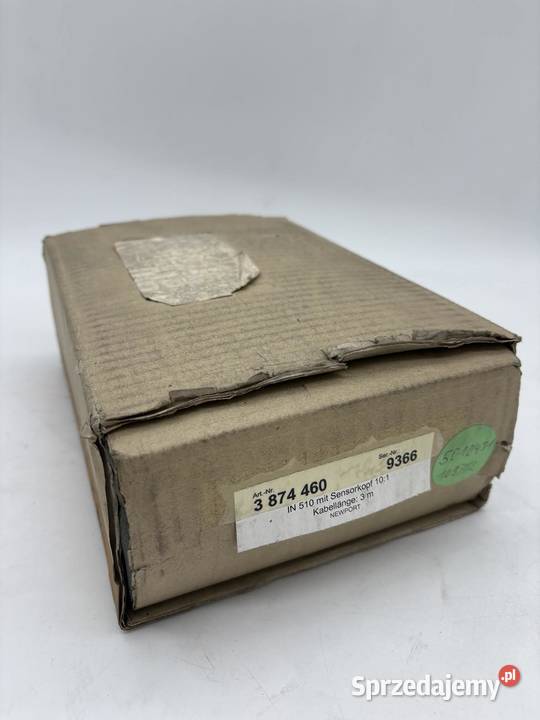 Art.-Nr. Ser.-Nr.
3 874 460 9366
IN 510 mit Sensorkopf 10:1
Kabellänge: 3 m
NEWPORT
Sprzedajemy.pl